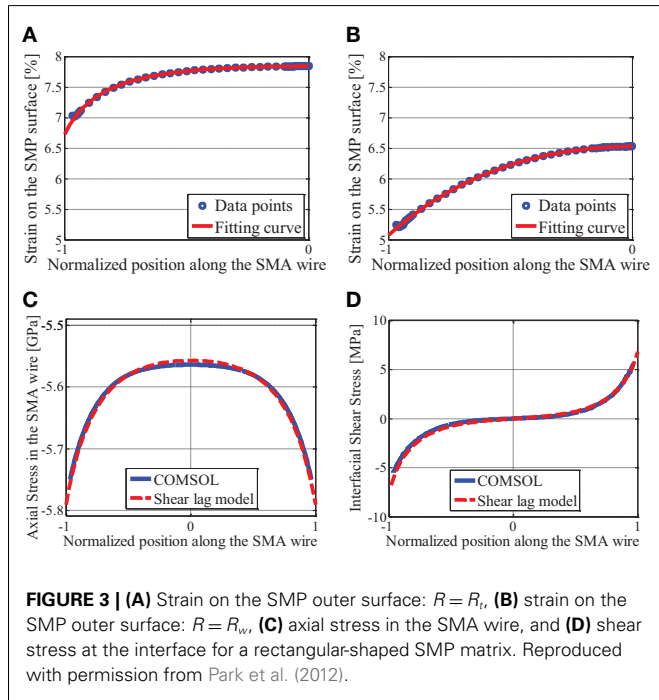 A
Strain on the SMP surface [%]
8
7.5
7
6.5
6
5.5
5
-1
0
Data points
Fitting curve
Normalized position along the SMA wire
B
Strain on the SMP surface [%]
8
7.5
7
6.5
6
5.5
5
-1
0
Data points
Fitting curve
Normalized position along the SMA wire
C
Axial Stress in the SMA wire [GPa]
-5.5
-5.6
-5.7
-5.8
-1
0
1
COMSOL
Shear lag model
Normalized position along the SMA wire
D
Interfacial Shear Stress [MPa]
10
5
0
-5
-10
-1
0
1
COMSOL
Shear lag model
Normalized position along the SMA wire
FIGURE 3 | (A) Strain on the SMP outer surface: R = Rₜ, (B) strain on the
SMP outer surface: R = R_w, (C) axial stress in the SMA wire, and (D) shear
stress at the interface for a rectangular-shaped SMP matrix. Reproduced
with permission from Park et al. (2012).